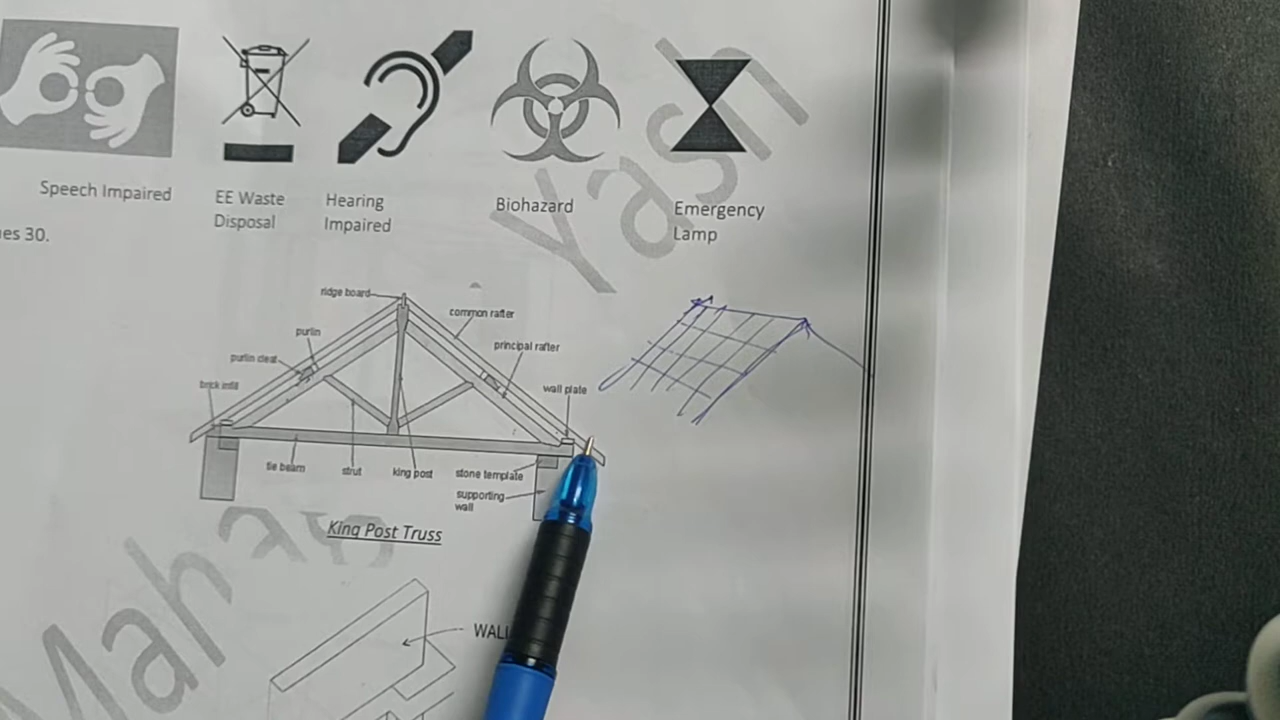 Speech Impaired
EE Waste
Disposal
Hearing
Impaired
Biohazard
Emergency
Lamp
es 30.
ridge board
common rafter
purlin
principal rafter
purlin cleat
wall plate
brick infill
tie beam
strut
king post
stone template
supporting
wall
King Post Truss
WALL
Yash
Mahag